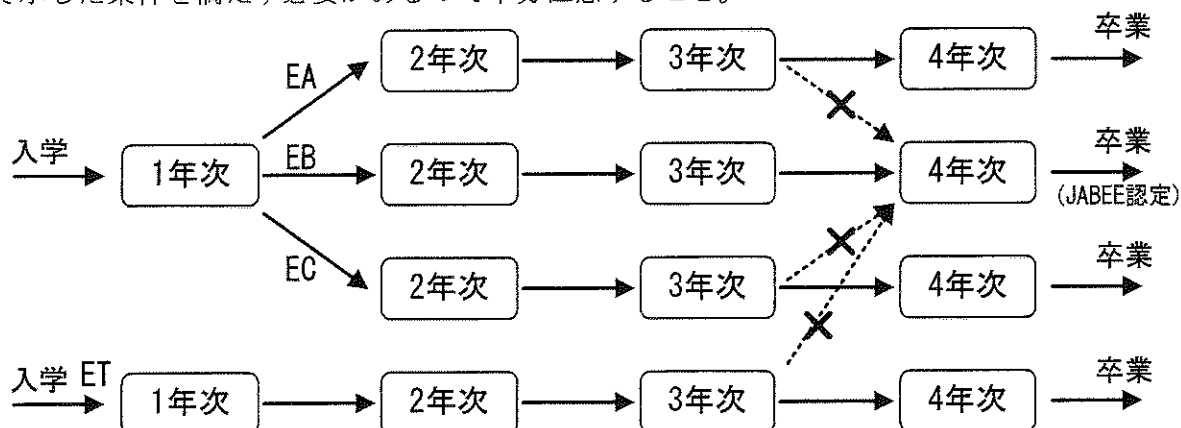 卒業
2年次 3年次 4年次
EA
入学 EB 卒業
1年次 2年次 3年次 4年次
(JABEE認定)
EC 卒業
2年次 3年次 4年次
入学 ET 卒業
1年次 2年次 3年次 4年次